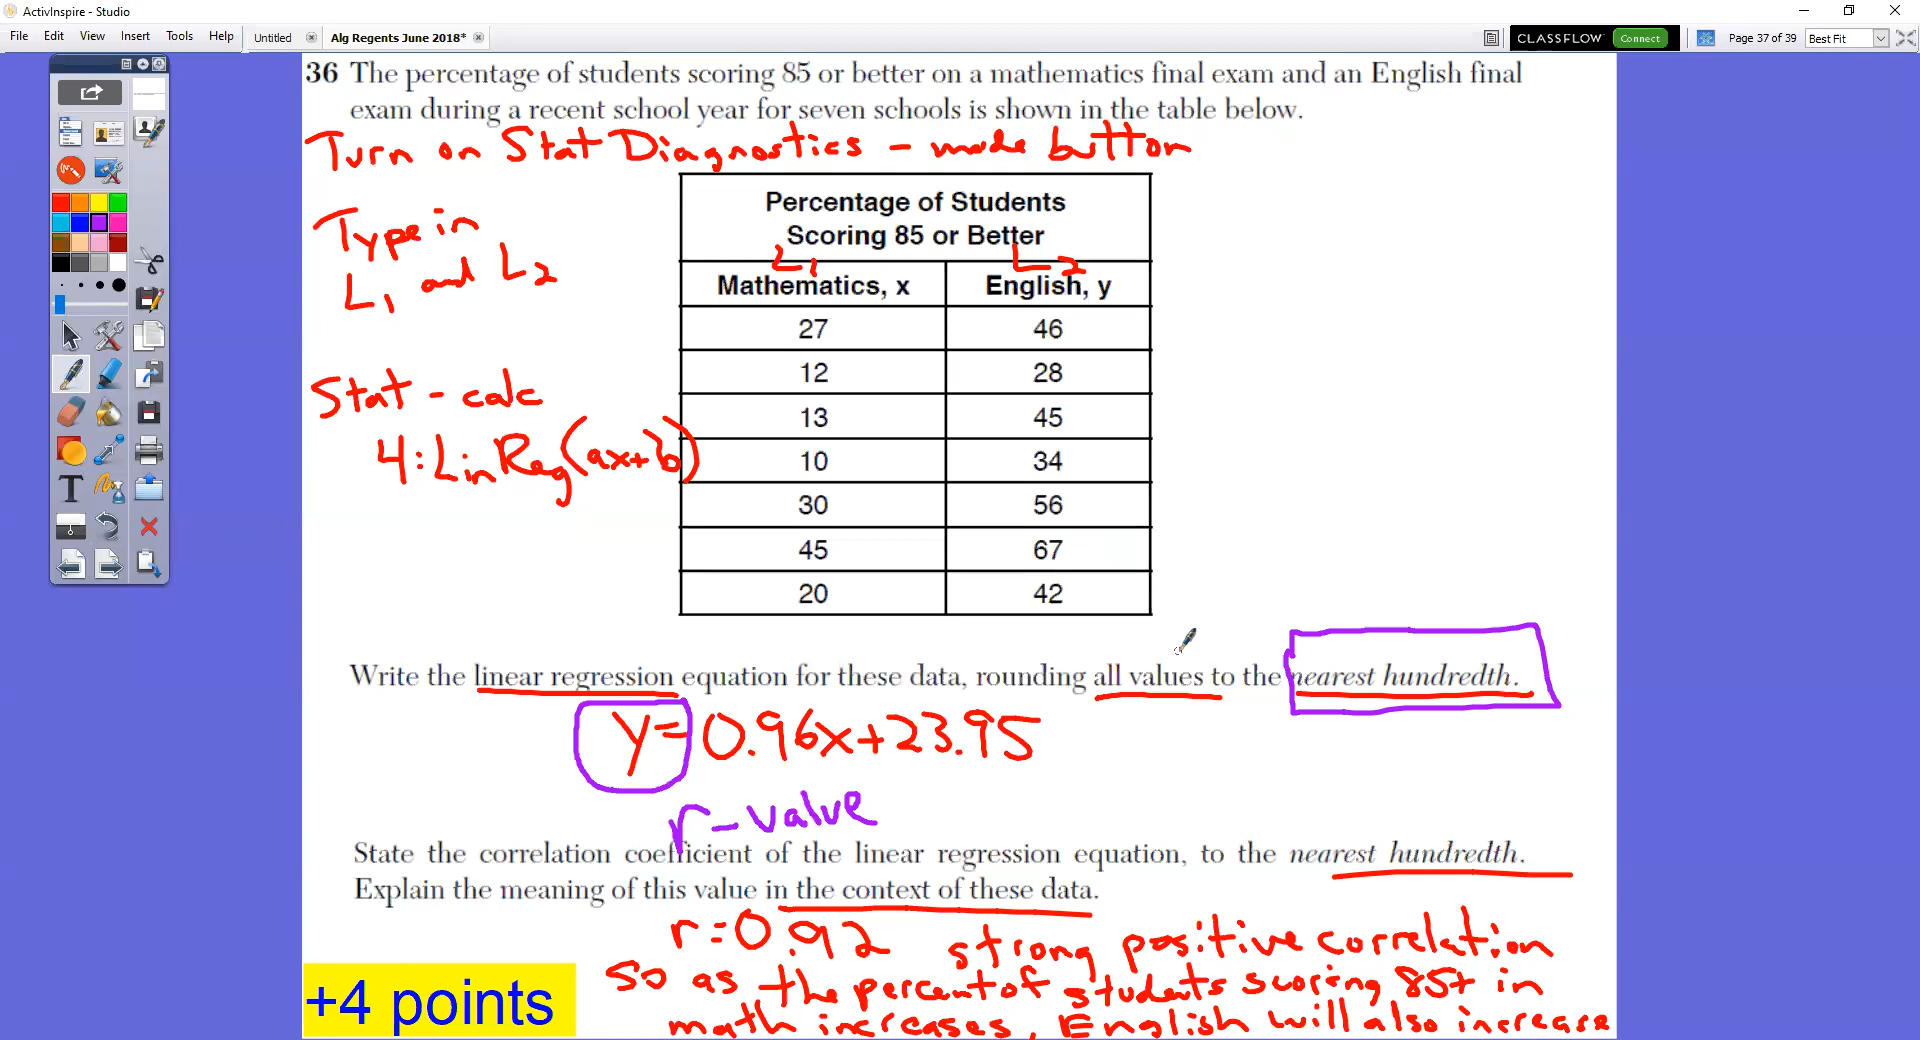 ActivInspire - Studio
File Edit View Insert Tools Help Untitled Alg Regents June 2018* CLASSFLOW Connect Page 37 of 39 Best Fit
36 The percentage of students scoring 85 or better on a mathematics final exam and an English final
exam during a recent school year for seven schools is shown in the table below.
Turn on Stat Diagnostics - mode button
Type in
L1 and L2
Stat - calc
4: LinReg(ax+b)
Percentage of Students
Scoring 85 or Better
L1 L2
Mathematics, x English, y
27 46
12 28
13 45
10 34
30 56
45 67
20 42
Write the linear regression equation for these data, rounding all values to the nearest hundredth.
y= 0.96x+23.95
r-value
State the correlation coefficient of the linear regression equation, to the nearest hundredth.
Explain the meaning of this value in the context of these data.
r=0.92 strong positive correlation
so as the percent of students scoring 85+ in
math increases, English will also increase
+4 points